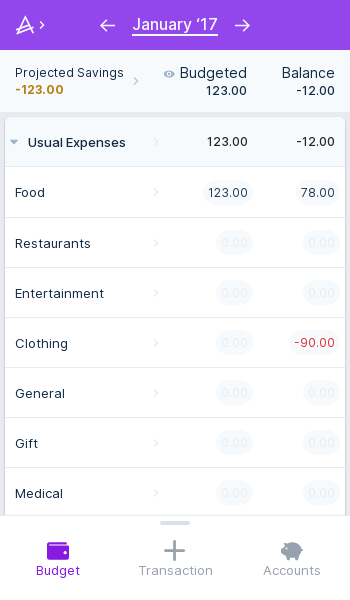 January ‘17
Projected Savings Budgeted Balance
-123.00 123.00 -12.00
Usual Expenses 123.00 -12.00
Food 123.00 78.00
Restaurants 0.00 0.00
Entertainment 0.00 0.00
Clothing 0.00 -90.00
General 0.00 0.00
Gift 0.00 0.00
Medical 0.00 0.00
Budget Transaction Accounts